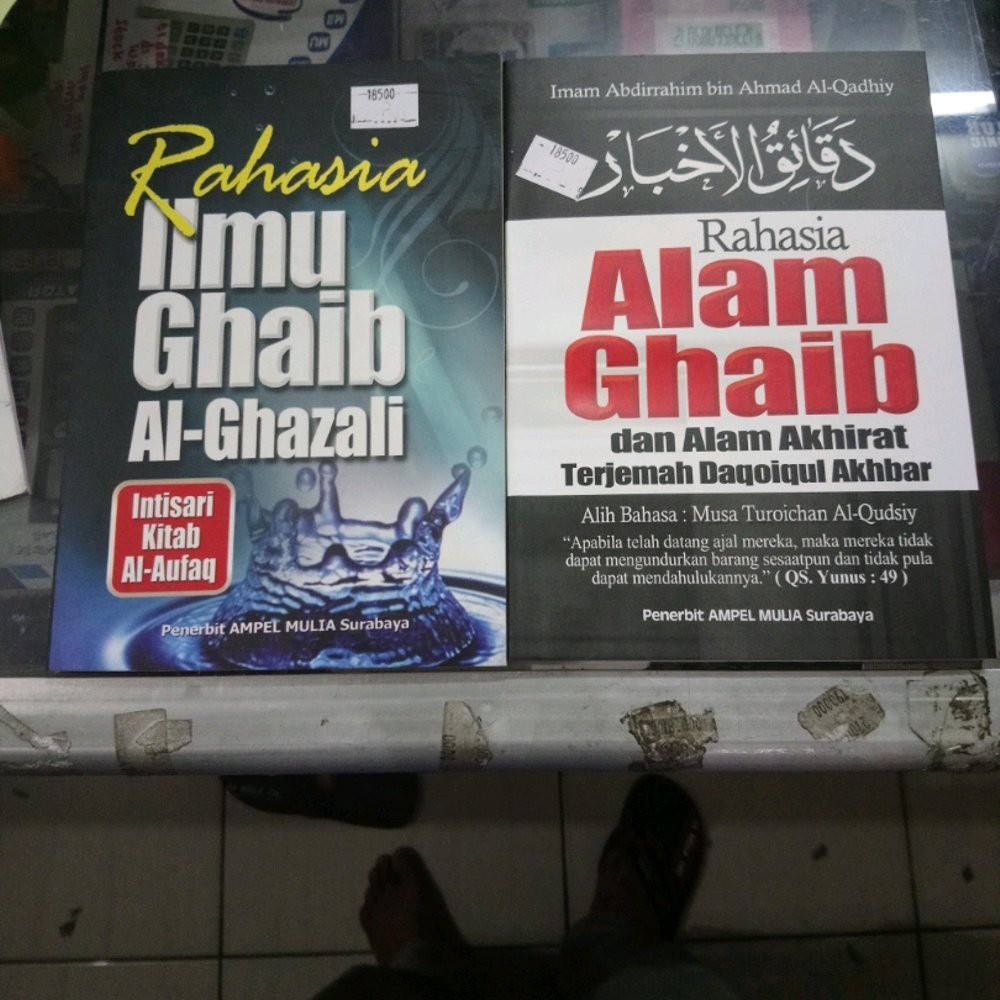 18500
Rahasia
Ilmu
Ghaib
Al-Ghazali
Intisari
Kitab
Al-Aufaq
Penerbit AMPEL MULIA Surabaya
Imam Abdirrahim bin Ahmad Al-Qadhiy
دَقَائِقُ الْأَخْبَارِ
18500
Rahasia
Alam
Ghaib
dan Alam Akhirat
Terjemah Daqoiqul Akhbar
Alih Bahasa : Musa Turoichan Al-Qudsiy
“Apabila telah datang ajal mereka, maka mereka tidak
dapat mengundurkan barang sesaatpun dan tidak pula
dapat mendahulukannya.” ( QS. Yunus : 49 )
Penerbit AMPEL MULIA Surabaya